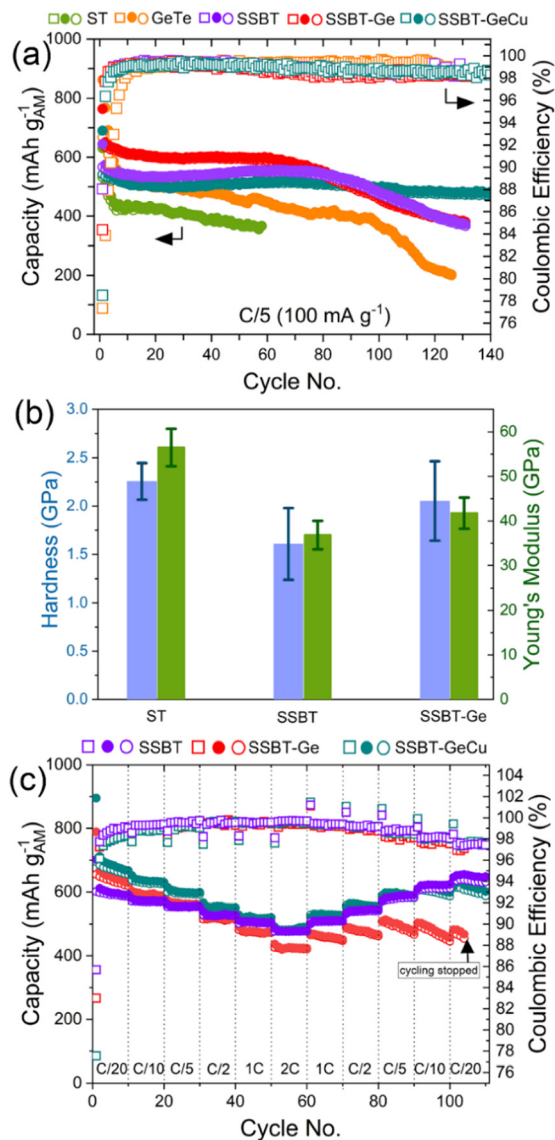 (a)
ST GeTe SSBT SSBT-Ge SSBT-GeCu
1000
800
600
400
200
0
Capacity (mAh g⁻¹AM)
100
98
96
94
92
90
88
86
84
82
80
78
76
Coulombic Efficiency (%)
C/5 (100 mA g⁻¹)
0 20 40 60 80 100 120 140
Cycle No.
(b)
3.0
2.5
2.0
1.5
1.0
0.5
0.0
Hardness (GPa)
60
50
40
30
20
10
0
Young's Modulus (GPa)
ST SSBT SSBT-Ge
SSBT SSBT-Ge SSBT-GeCu
(c)
1000
800
600
400
200
0
Capacity (mAh g⁻¹AM)
104
102
100
98
96
94
92
90
88
86
84
82
80
78
76
Coulombic Efficiency (%)
cycling stopped
C/20 C/10 C/5 C/2 1C 2C 1C C/2 C/5 C/10 C/20
0 20 40 60 80 100
Cycle No.